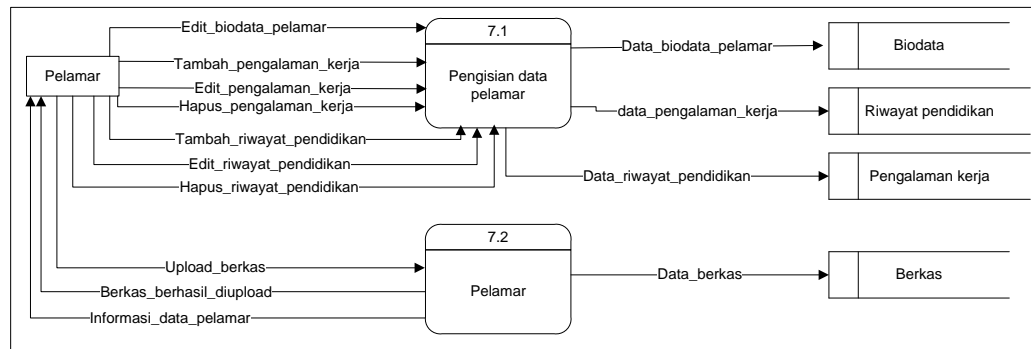 Edit_biodata_pelamar
7.1
Data_biodata_pelamar
Biodata
Pelamar
Tambah_pengalaman_kerja
Pengisian data
pelamar
Edit_pengalaman_kerja
Hapus_pengalaman_kerja
data_pengalaman_kerja
Riwayat pendidikan
Tambah_riwayat_pendidikan
Edit_riwayat_pendidikan
Hapus_riwayat_pendidikan
Data_riwayat_pendidikan
Pengalaman kerja
7.2
Upload_berkas
Data_berkas
Berkas
Berkas_berhasil_diupload
Pelamar
Informasi_data_pelamar